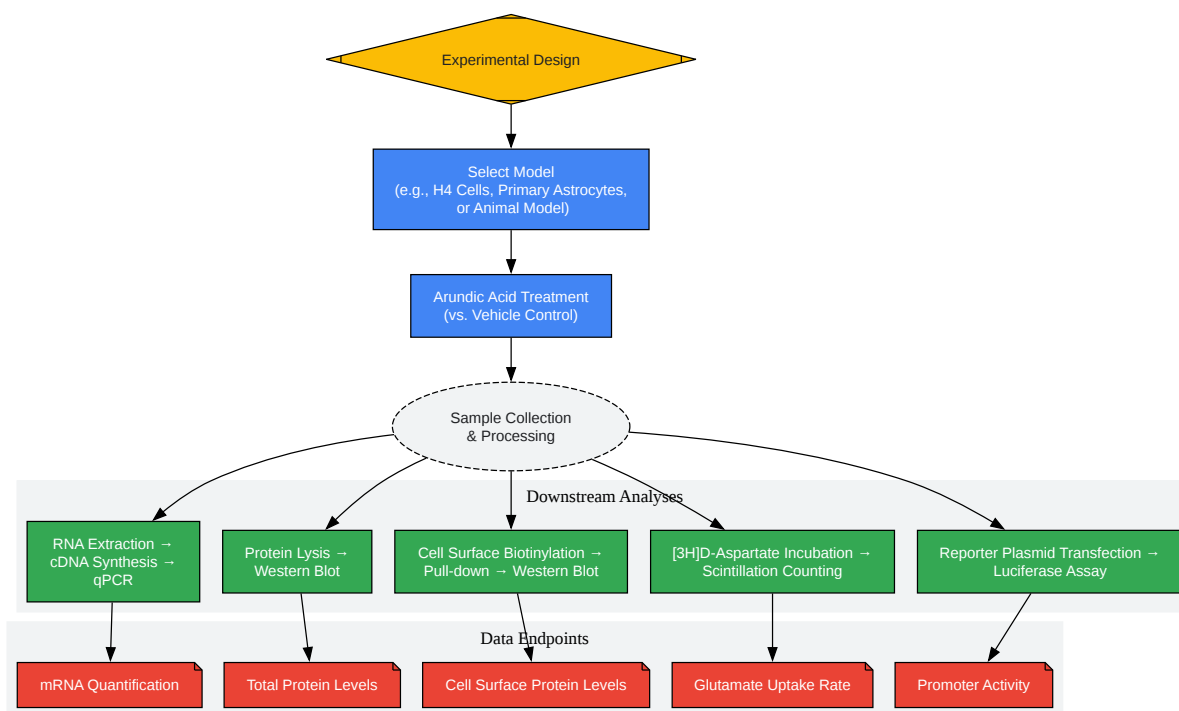 Experimental Design
Select Model
(e.g., H4 Cells, Primary Astrocytes,
or Animal Model)
Arundic Acid Treatment
(vs. Vehicle Control)
Sample Collection
& Processing
Downstream Analyses
RNA Extraction →
cDNA Synthesis →
qPCR
Protein Lysis →
Western Blot
Cell Surface Biotinylation →
Pull-down → Western Blot
[3H]D-Aspartate Incubation →
Scintillation Counting
Reporter Plasmid Transfection →
Luciferase Assay
Data Endpoints
mRNA Quantification
Total Protein Levels
Cell Surface Protein Levels
Glutamate Uptake Rate
Promoter Activity